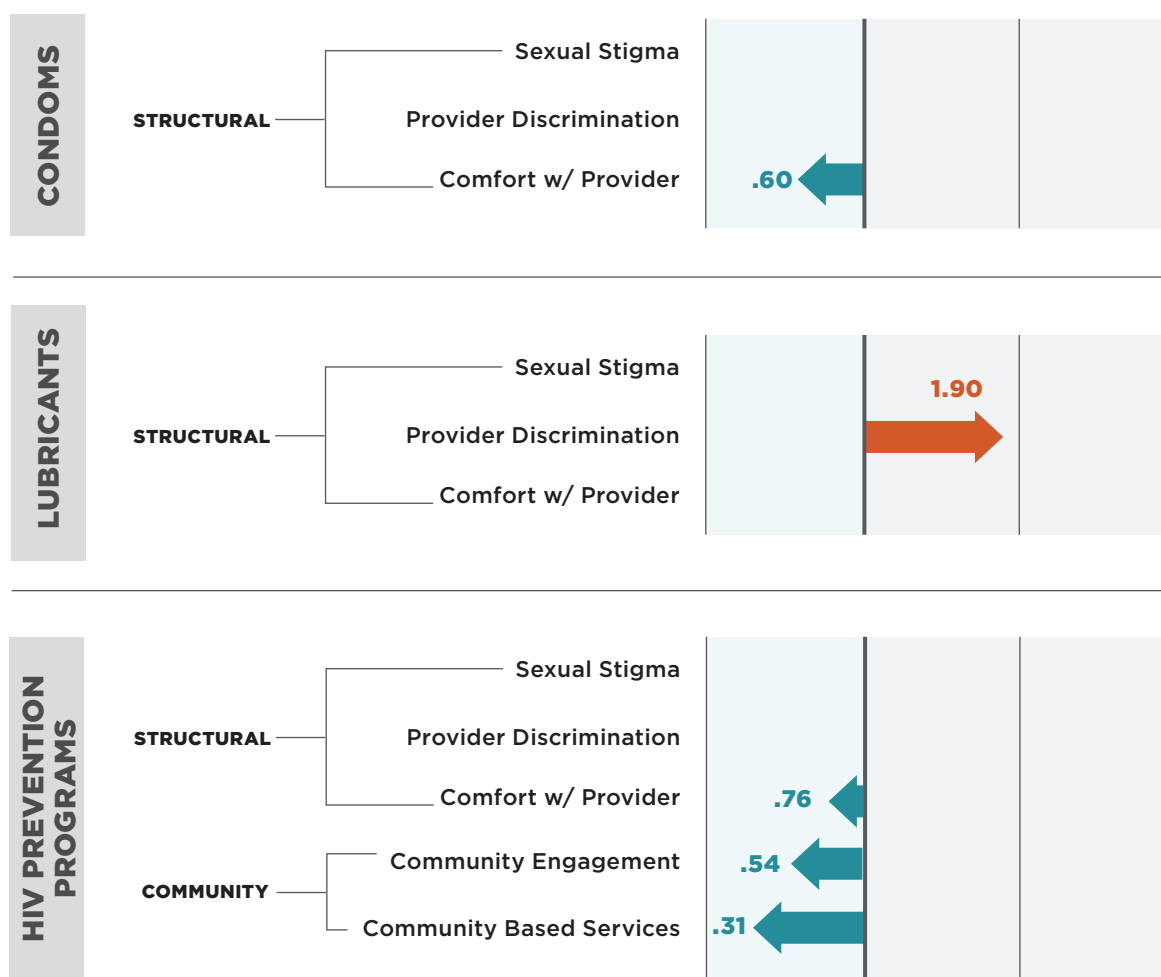 CONDOMS
STRUCTURAL
Sexual Stigma
Provider Discrimination
Comfort w/ Provider
.60
LUBRICANTS
STRUCTURAL
Sexual Stigma
1.90
Provider Discrimination
Comfort w/ Provider
HIV PREVENTION
PROGRAMS
STRUCTURAL
Sexual Stigma
Provider Discrimination
Comfort w/ Provider
.76
COMMUNITY
Community Engagement
.54
Community Based Services
.31